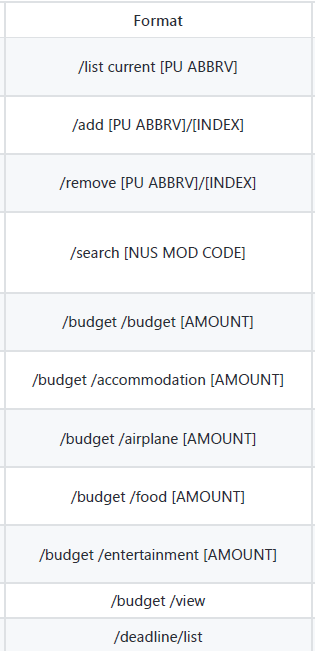 Format
/list current [PU ABBRV]
/add [PU ABBRV]/[INDEX]
/remove [PU ABBRV]/[INDEX]
/search [NUS MOD CODE]
/budget /budget [AMOUNT]
/budget /accommodation [AMOUNT]
/budget /airplane [AMOUNT]
/budget /food [AMOUNT]
/budget /entertainment [AMOUNT]
/budget /view
/deadline/list